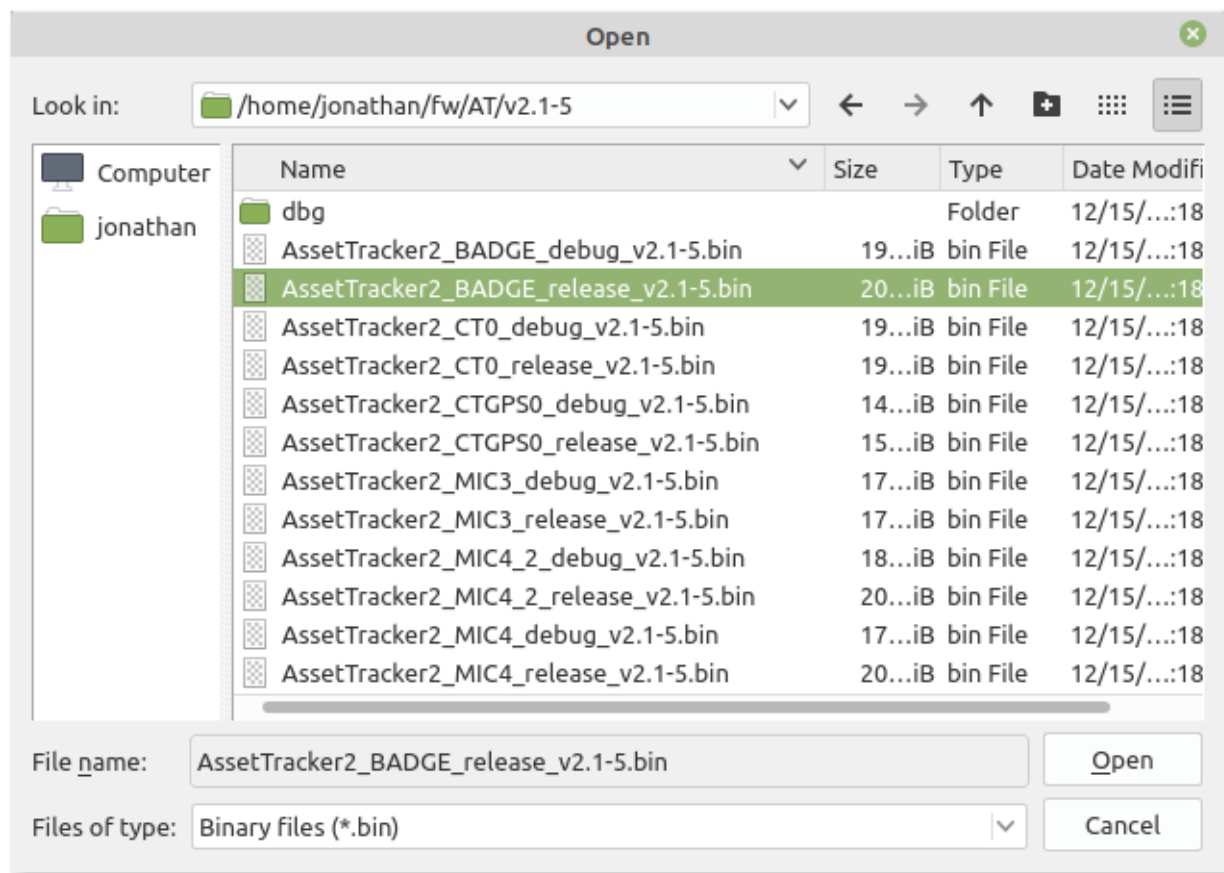 Open
Look in: /home/jonathan/fw/AT/v2.1-5
Computer
jonathan
Name Size Type Date Modifi
dbg Folder 12/15/...:18
AssetTracker2_BADGE_debug_v2.1-5.bin 19...iB bin File 12/15/...:18
AssetTracker2_BADGE_release_v2.1-5.bin 20...iB bin File 12/15/...:18
AssetTracker2_CT0_debug_v2.1-5.bin 19...iB bin File 12/15/...:18
AssetTracker2_CT0_release_v2.1-5.bin 19...iB bin File 12/15/...:18
AssetTracker2_CTGPS0_debug_v2.1-5.bin 14...iB bin File 12/15/...:18
AssetTracker2_CTGPS0_release_v2.1-5.bin 15...iB bin File 12/15/...:18
AssetTracker2_MIC3_debug_v2.1-5.bin 17...iB bin File 12/15/...:18
AssetTracker2_MIC3_release_v2.1-5.bin 17...iB bin File 12/15/...:18
AssetTracker2_MIC4_2_debug_v2.1-5.bin 18...iB bin File 12/15/...:18
AssetTracker2_MIC4_2_release_v2.1-5.bin 20...iB bin File 12/15/...:18
AssetTracker2_MIC4_debug_v2.1-5.bin 17...iB bin File 12/15/...:18
AssetTracker2_MIC4_release_v2.1-5.bin 20...iB bin File 12/15/...:18
File name: AssetTracker2_BADGE_release_v2.1-5.bin Open
Files of type: Binary files (*.bin) Cancel